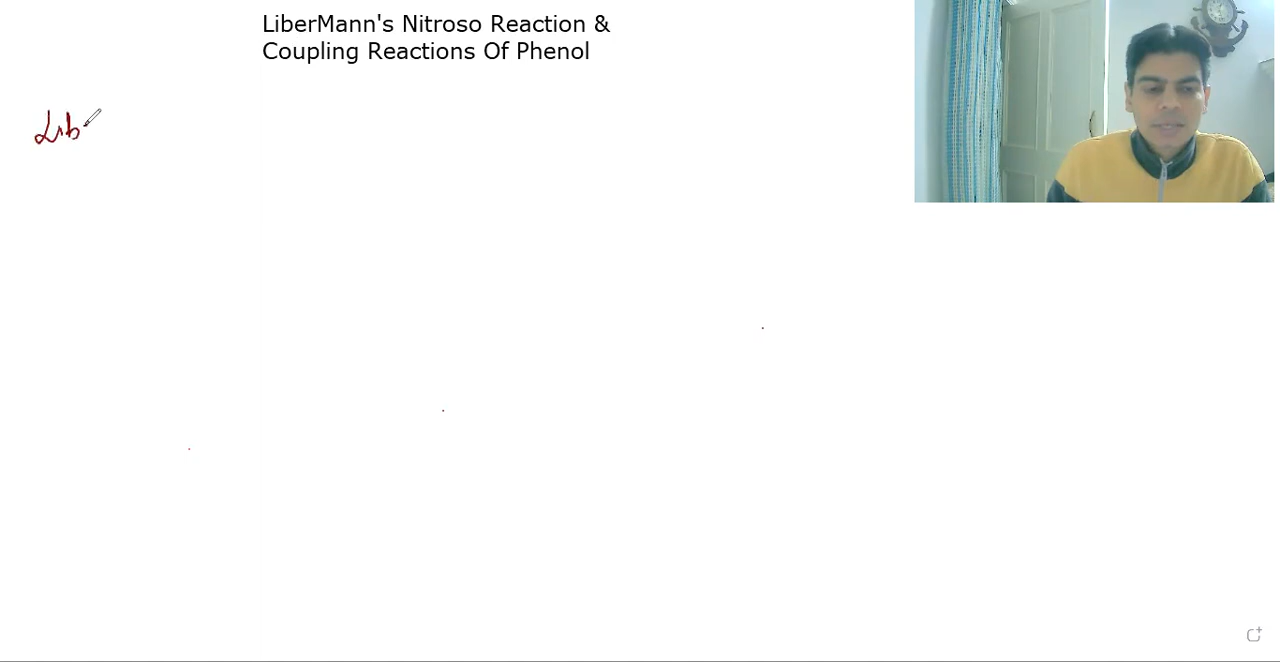 LiberMann's Nitroso Reaction &
Coupling Reactions Of Phenol
Lib